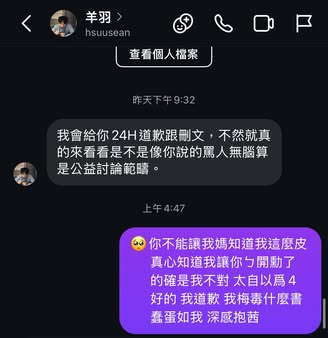 羊羽
hsuusean
查看個人檔案
昨天下午9:32
我會給你24H道歉跟刪文，不然就真
的來看看是不是像你說的罵人無腦算
是公益討論範疇。
上午4:47
🥺你不能讓我媽知道我這麼皮
真心知道我讓你ㄅ開勳了
的確是我不對 太自以爲４
好的 我道歉 我梅毒什麼書
蠢蛋如我 深感抱茜